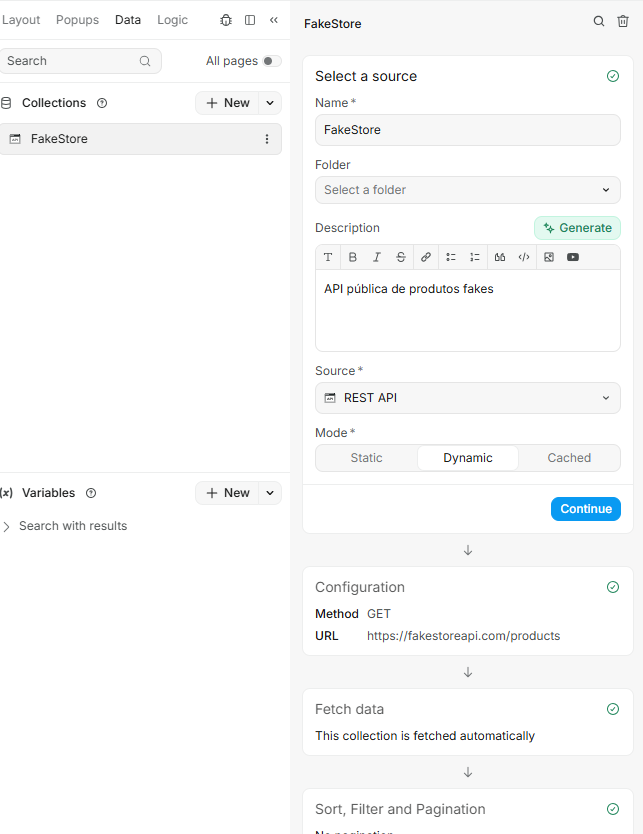 Layout Popups Data Logic
Search All pages
Collections New
FakeStore
Variables New
Search with results
FakeStore
Select a source
Name*
FakeStore
Folder
Select a folder
Description Generate
API pública de produtos fakes
Source*
REST API
Mode*
Static Dynamic Cached
Continue
Configuration
Method GET
URL https://fakestoreapi.com/products
Fetch data
This collection is fetched automatically
Sort, Filter and Pagination
No pagination